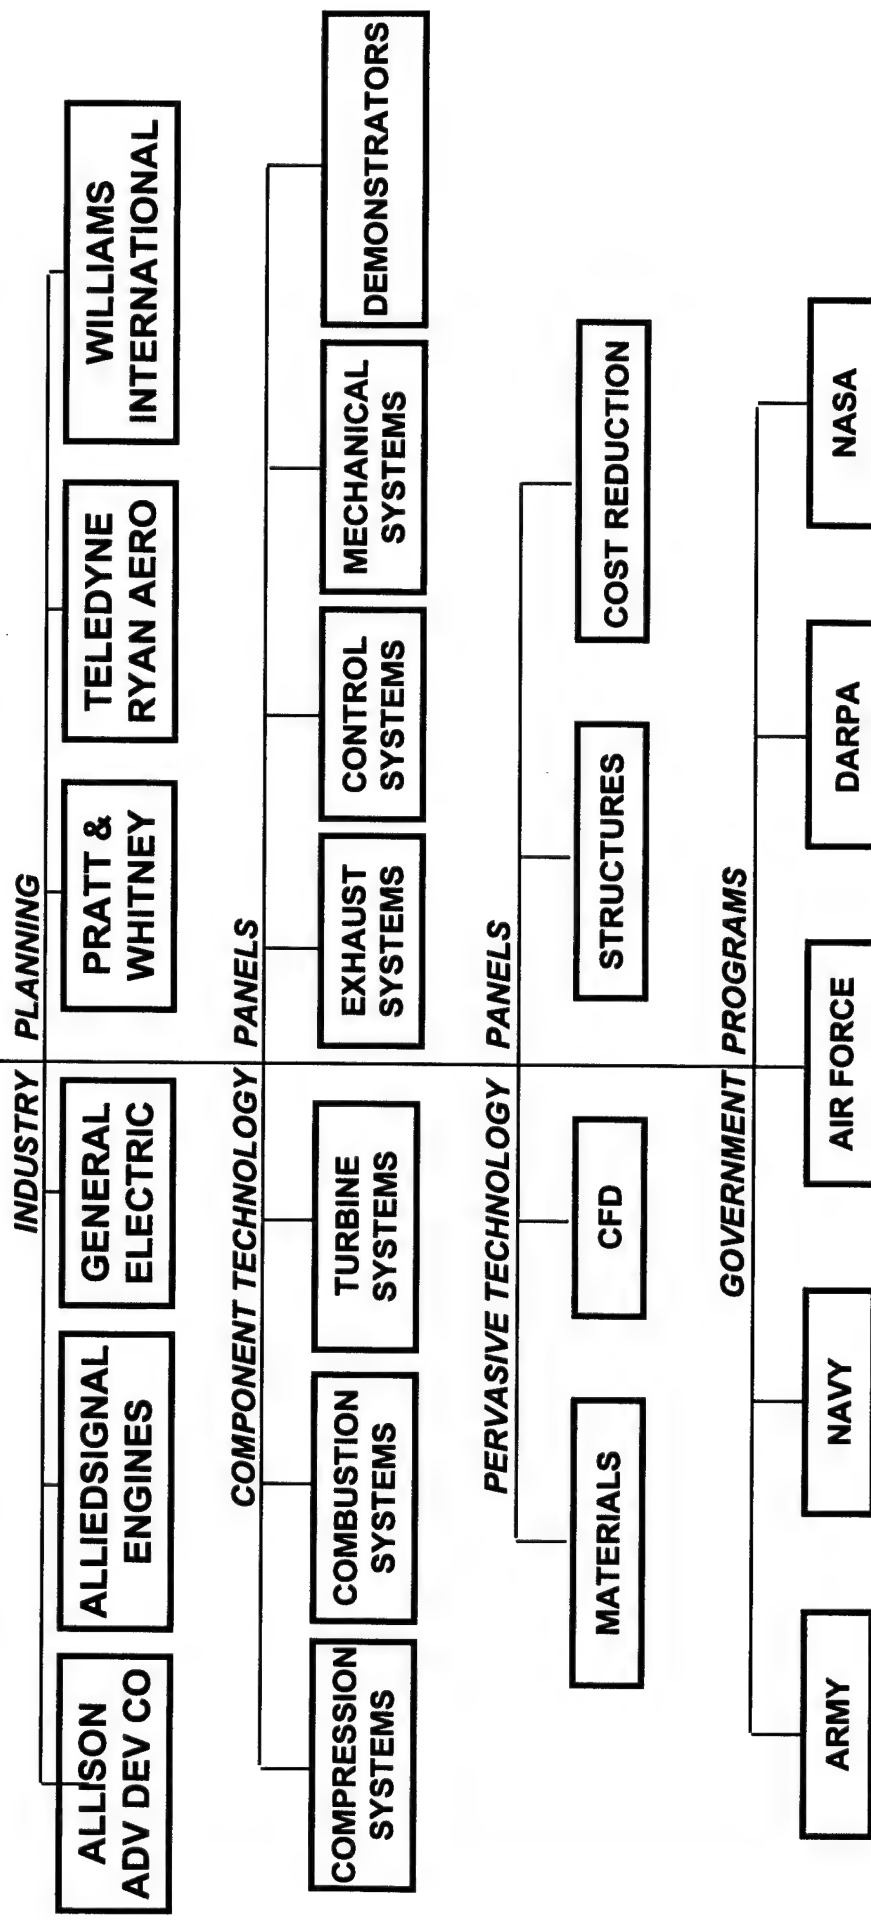 INDUSTRY PLANNING
ALLISON
ADV DEV CO
ALLIEDSIGNAL
ENGINES
GENERAL
ELECTRIC
PRATT &
WHITNEY
TELEDYNE
RYAN AERO
WILLIAMS
INTERNATIONAL
COMPONENT TECHNOLOGY PANELS
COMPRESSION
SYSTEMS
COMBUSTION
SYSTEMS
TURBINE
SYSTEMS
EXHAUST
SYSTEMS
CONTROL
SYSTEMS
MECHANICAL
SYSTEMS
DEMONSTRATORS
PERVASIVE TECHNOLOGY PANELS
MATERIALS
CFD
STRUCTURES
COST REDUCTION
GOVERNMENT PROGRAMS
ARMY
NAVY
AIR FORCE
DARPA
NASA